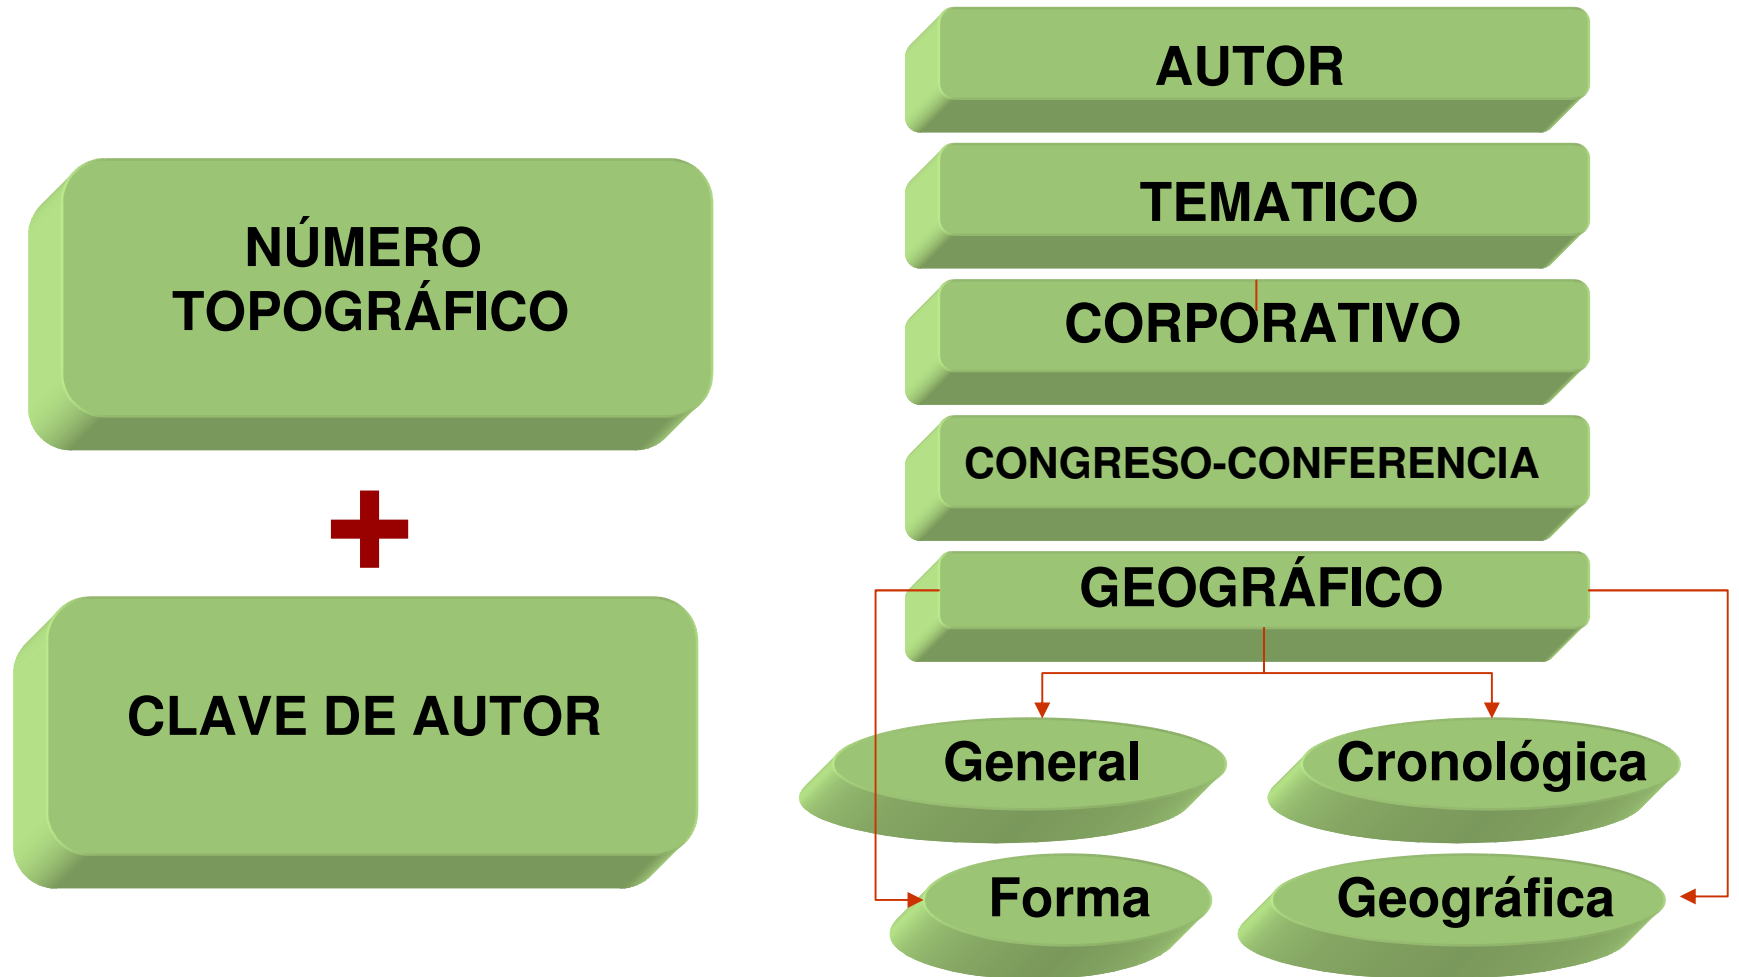 NÚMERO
TOPOGRÁFICO
CLAVE DE AUTOR
AUTOR
TEMATICO
CORPORATIVO
CONGRESO-CONFERENCIA
GEOGRÁFICO
General
Cronológica
Forma
Geográfica